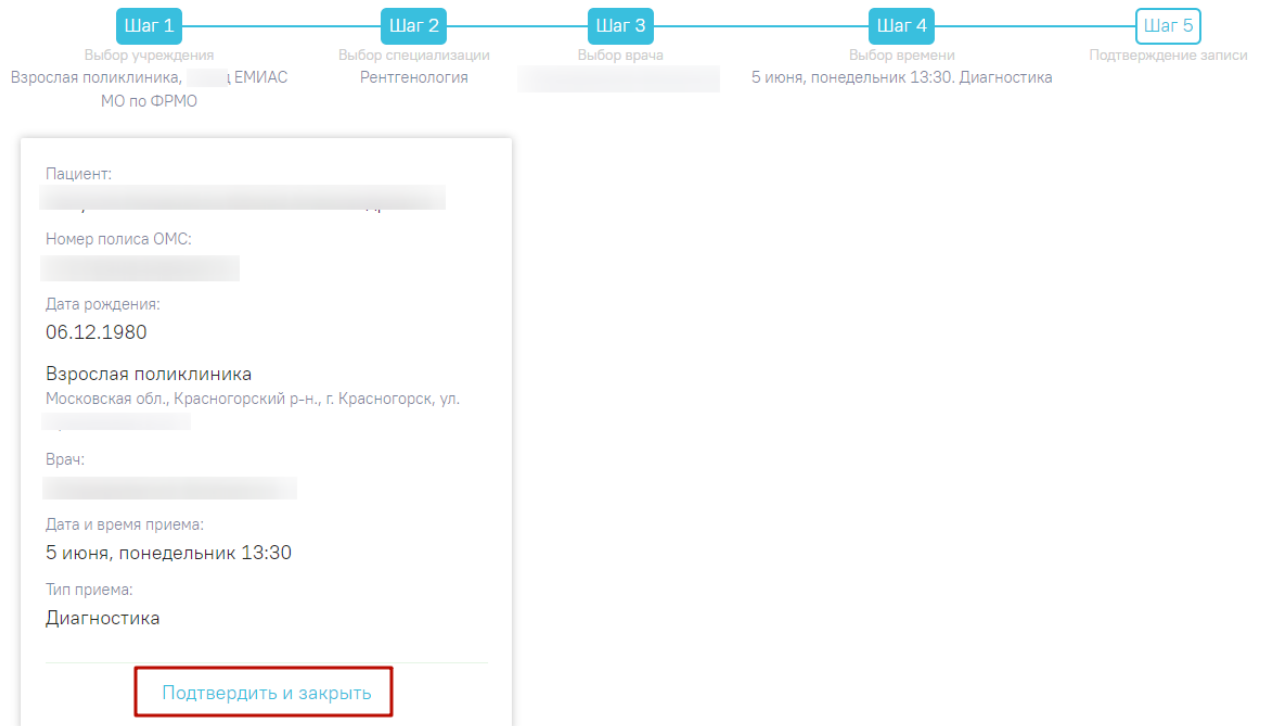 Шаг 1
Шаг 2
Шаг 3
Шаг 4
Шаг 5
Выбор учреждения
Выбор специализации
Выбор врача
Выбор времени
Подтверждение записи
Взрослая поликлиника, ЕМИАС
МО по ФРМО
Рентгенология
5 июня, понедельник 13:30. Диагностика
Пациент:
Номер полиса ОМС:
Дата рождения:
06.12.1980
Взрослая поликлиника
Московская обл., Красногорский р-н., г. Красногорск, ул.
Врач:
Дата и время приема:
5 июня, понедельник 13:30
Тип приема:
Диагностика
Подтвердить и закрыть